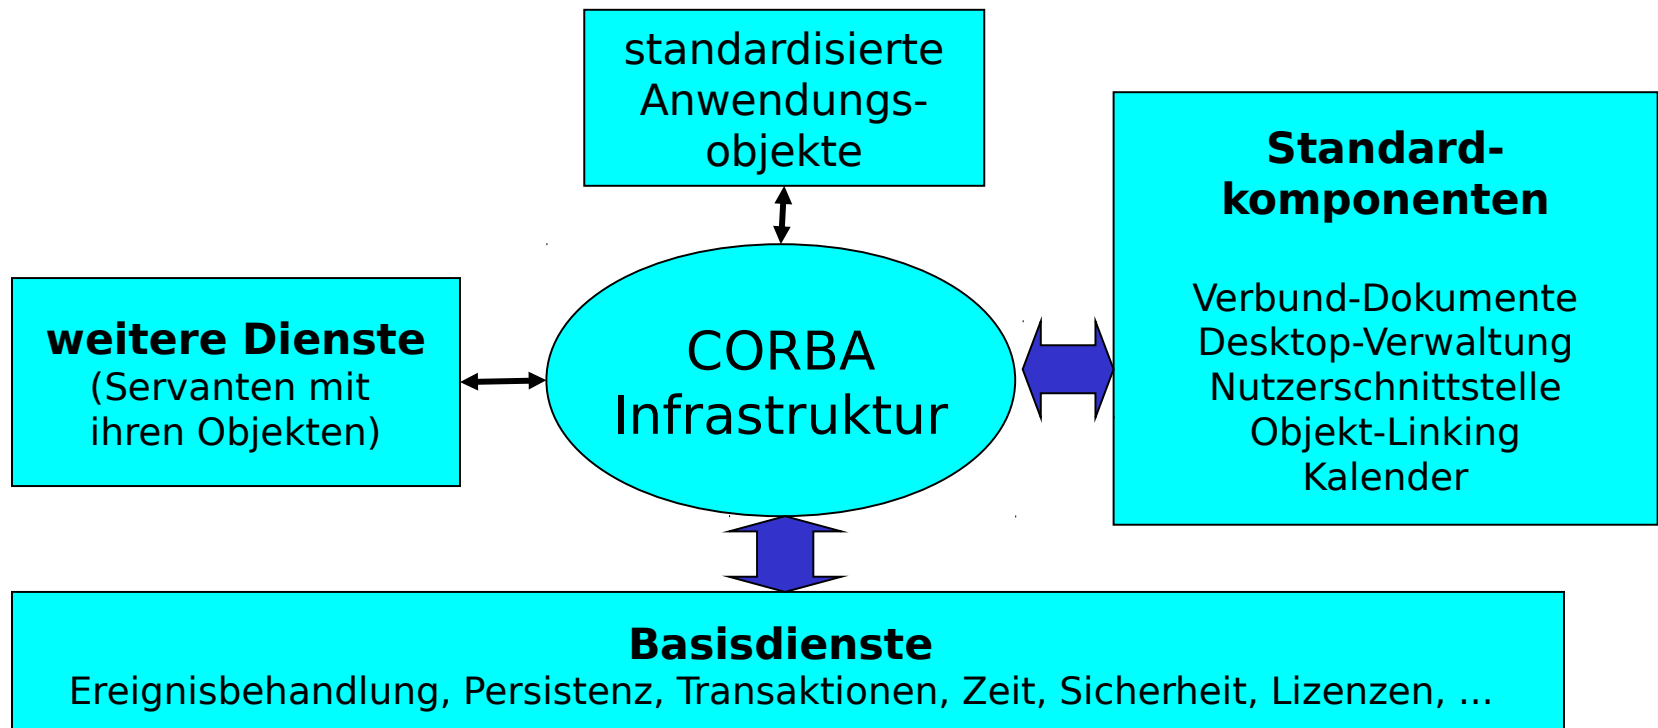 standardisierte
Anwendungs-
objekte
Standard-
komponenten
Verbund-Dokumente
Desktop-Verwaltung
Nutzerschnittstelle
Objekt-Linking
Kalender
weitere Dienste
(Servanten mit
ihren Objekten)
CORBA
Infrastruktur
Basisdienste
Ereignisbehandlung, Persistenz, Transaktionen, Zeit, Sicherheit, Lizenzen, ...